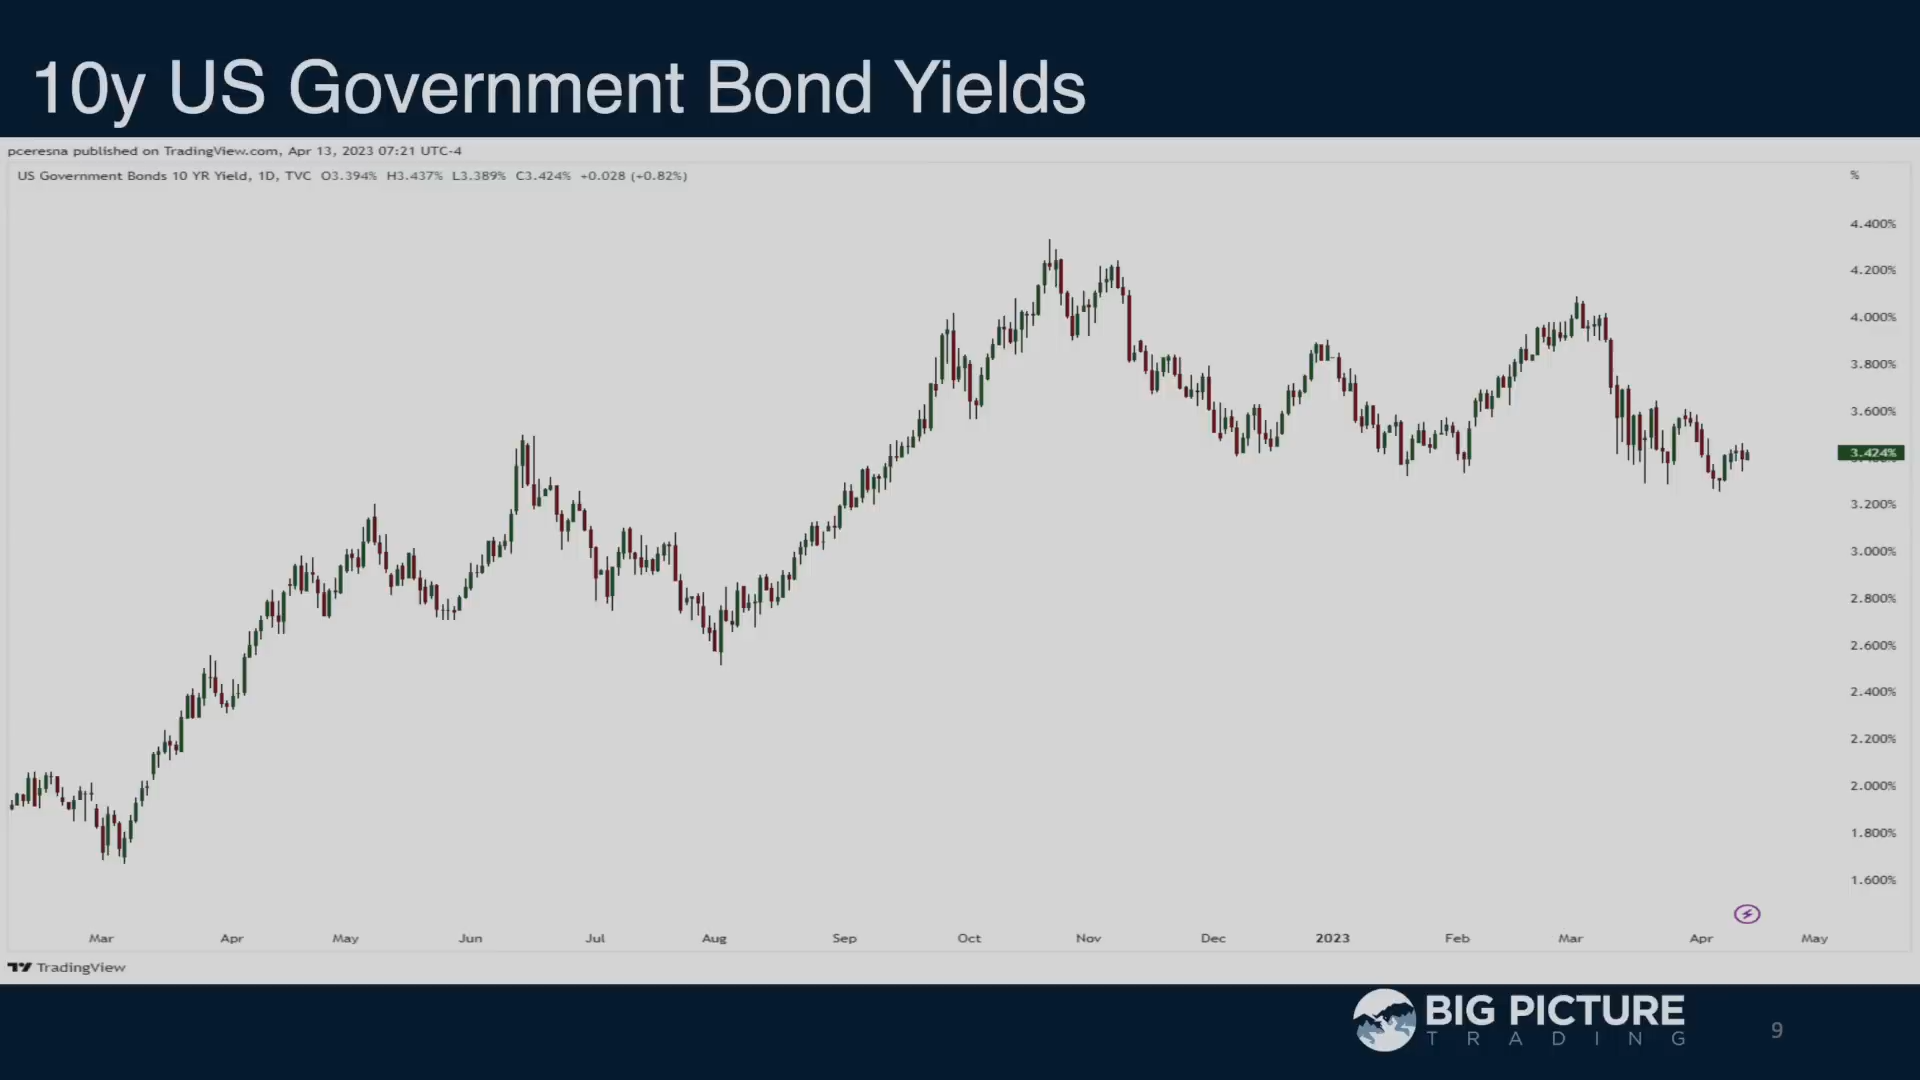 10y US Government Bond Yields
pceresna published on TradingView.com, Apr 13, 2023 07:21 UTC-4
US Government Bonds 10 YR Yield, 1D, TVC O3.394% H3.437% L3.389% C3.424% +0.028 (+0.82%)
%
4.400%
4.200%
4.000%
3.800%
3.600%
3.424%
3.200%
3.000%
2.800%
2.600%
2.400%
2.200%
2.000%
1.800%
1.600%
Mar Apr May Jun Jul Aug Sep Oct Nov Dec 2023 Feb Mar Apr May
TradingView
BIG PICTURE
TRADING
9